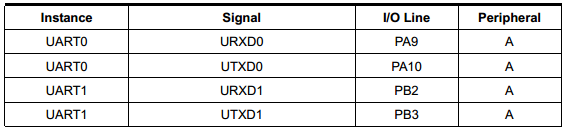 Instance Signal I/O Line Peripheral
UART0 URXD0 PA9 A
UART0 UTXD0 PA10 A
UART1 URXD1 PB2 A
UART1 UTXD1 PB3 A